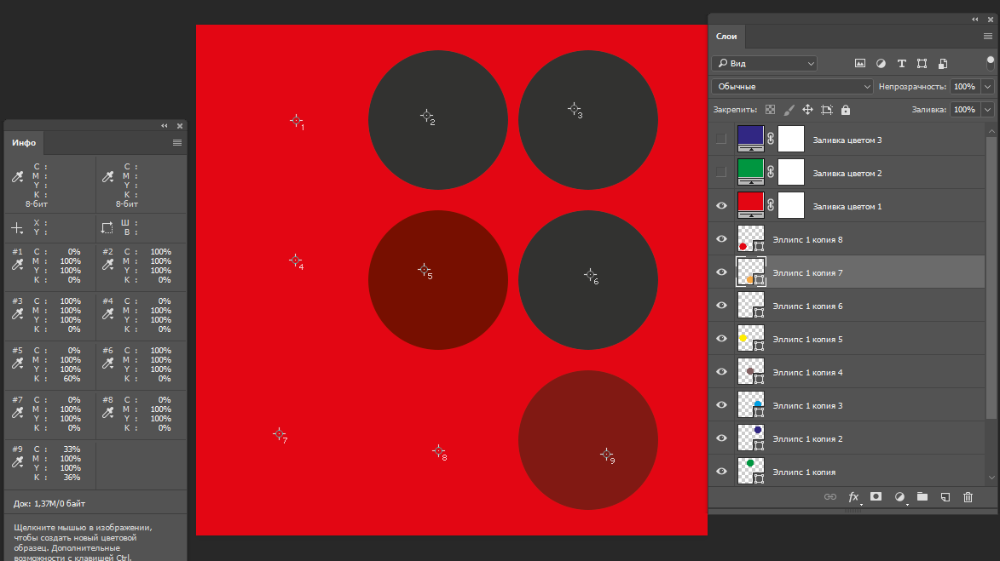 Инфо
C :
M :
Y :
K :
8-бит
C :
M :
Y :
K :
8-бит
X :
Y :
Ш :
В :
#1 C : 0%
M : 100%
Y : 100%
K : 0%
#2 C : 100%
M : 100%
Y : 100%
K : 0%
#3 C : 100%
M : 100%
Y : 100%
K : 0%
#4 C : 0%
M : 100%
Y : 100%
K : 0%
#5 C : 0%
M : 100%
Y : 100%
K : 60%
#6 C : 100%
M : 100%
Y : 100%
K : 0%
#7 C : 0%
M : 100%
Y : 100%
K : 0%
#8 C : 0%
M : 100%
Y : 100%
K : 0%
#9 C : 33%
M : 100%
Y : 100%
K : 36%
Док: 1,37M/0 байт
Щелкните мышью в изображении,
чтобы создать новый цветовой
образец. Дополнительные
возможности с клавишей Ctrl.
1
2
3
4
5
6
7
8
9
Слои
Вид
Обычные
Непрозрачность: 100%
Закрепить:
Заливка: 100%
Заливка цветом 3
Заливка цветом 2
Заливка цветом 1
Эллипс 1 копия 8
Эллипс 1 копия 7
Эллипс 1 копия 6
Эллипс 1 копия 5
Эллипс 1 копия 4
Эллипс 1 копия 3
Эллипс 1 копия 2
Эллипс 1 копия
fx